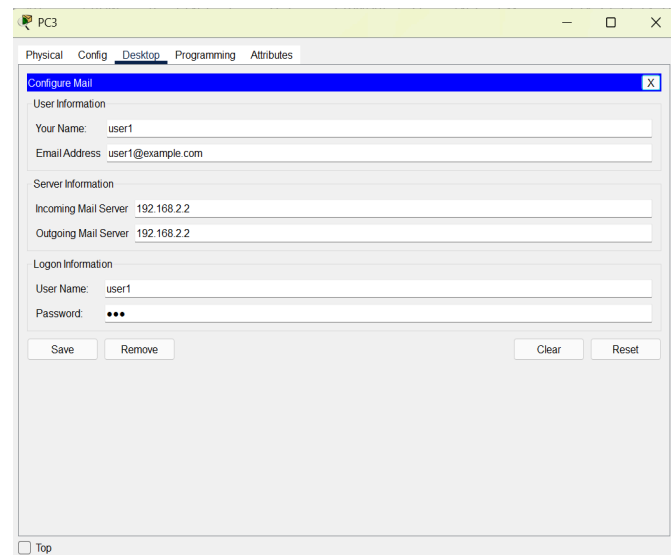 PC3
Physical Config Desktop Programming Attributes
Configure Mail X
User Information
Your Name: user1
Email Address user1@example.com
Server Information
Incoming Mail Server 192.168.2.2
Outgoing Mail Server 192.168.2.2
Logon Information
User Name: user1
Password: •••
Save Remove Clear Reset
Top